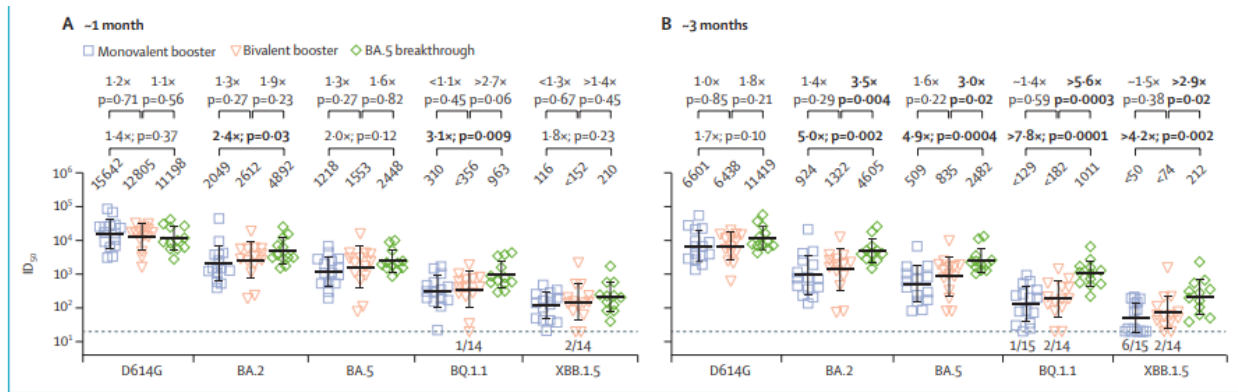 A ~1 month
Monovalent booster Bivalent booster BA.5 breakthrough
1·2× 1·1× 1·3× 1·9× 1·3× 1·6× <1·1× >2·7× <1·3× >1·4×
p=0·71 p=0·56 p=0·27 p=0·23 p=0·27 p=0·82 p=0·45 p=0·06 p=0·67 p=0·45
1·4×; p=0·37 2·4×; p=0·03 2·0×; p=0·12 3·1×; p=0·009 1·8×; p=0·23
15642 12805 11198 2049 2612 4892 1218 1553 2448 310 <356 963 116 <152 210
ID50
10⁶
10⁵
10⁴
10³
10²
10¹
1/14 2/14
D614G BA.2 BA.5 BQ.1.1 XBB.1.5
B ~3 months
1·0× 1·8× 1·4× 3·5× 1·6× 3·0× ~1·4× >5·6× ~1·5× >2·9×
p=0·85 p=0·21 p=0·29 p=0·004 p=0·22 p=0·02 p=0·59 p=0·0003 p=0·38 p=0·02
1·7×; p=0·10 5·0×; p=0·002 4·9×; p=0·0004 >7·8×; p=0·0001 >4·2×; p=0·002
6601 6438 11419 924 1322 4605 509 835 2482 <129 <182 1011 <50 <74 212
10⁶
10⁵
10⁴
10³
10²
10¹
1/15 2/14 6/15 2/14
D614G BA.2 BA.5 BQ.1.1 XBB.1.5